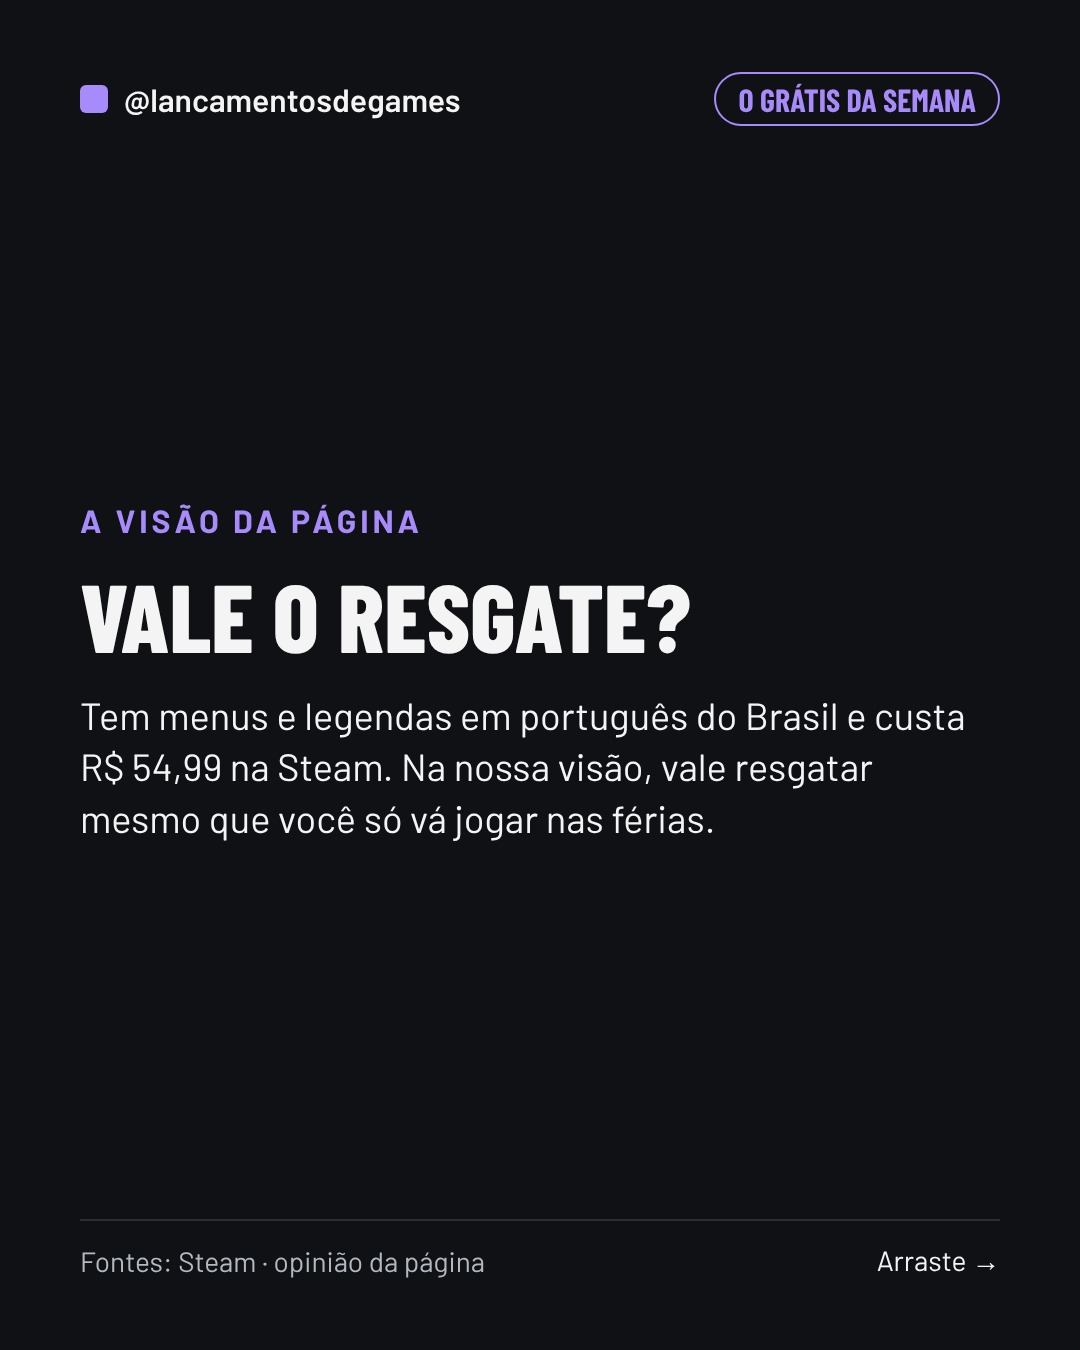 @lancamentosdegames
O GRÁTIS DA SEMANA
A VISÃO DA PÁGINA
VALE O RESGATE?
Tem menus e legendas em português do Brasil e custa
R$ 54,99 na Steam. Na nossa visão, vale resgatar
mesmo que você só vá jogar nas férias.
Fontes: Steam · opinião da página
Arraste →